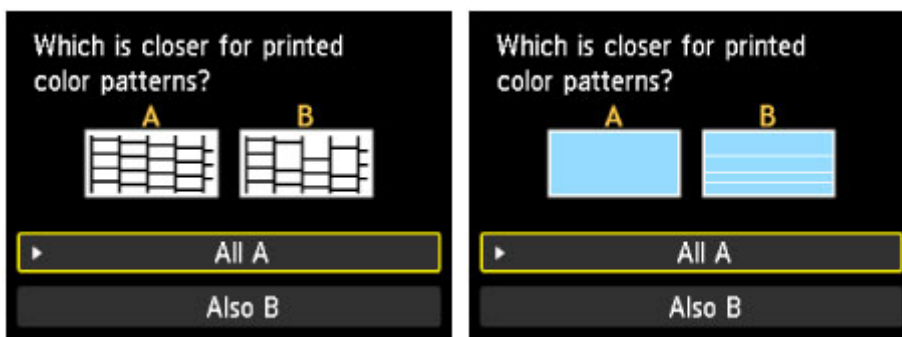 Which is closer for printed
color patterns?
A B
All A
Also B
Which is closer for printed
color patterns?
A B
All A
Also B